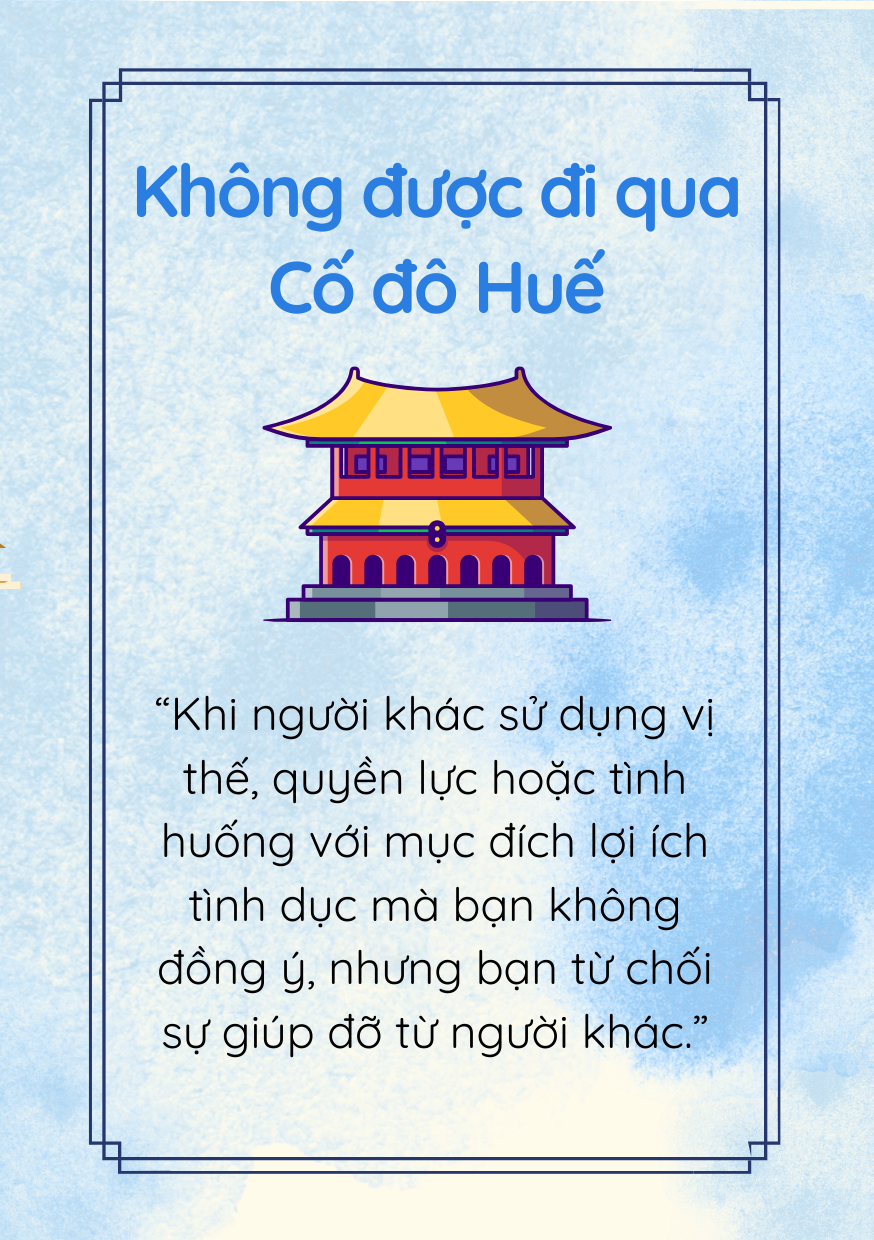 Không được đi qua
Cố đô Huế
“Khi người khác sử dụng vị
thế, quyền lực hoặc tình
huống với mục đích lợi ích
tình dục mà bạn không
đồng ý, nhưng bạn từ chối
sự giúp đỡ từ người khác.”